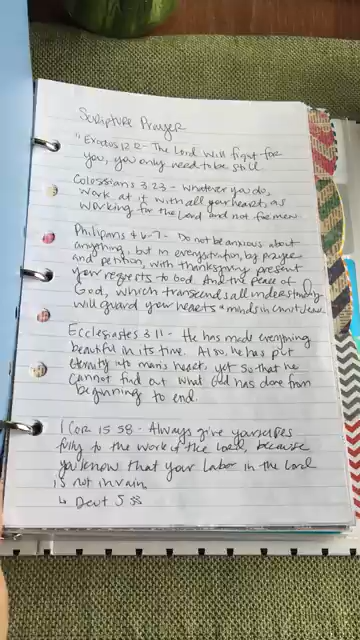 Scripture Prayer
"Exodus 12 2 - The Lord will fight for
you, you only need to be still
Colossians 3:23 - Whatever you do,
work at it with all your heart, as
working for the Lord and not for men
Philipians 4 6-7 - Do not be anxious about
anything, but in everything, by prayer
and petition, with thanksgiving present
your requests to God. And the peace of
God, which transcends all understanding
will guard your hearts & minds in
Ecclesiastes 3 11 - He has made everything
beautiful in its time. Also, he has put
eternity into man's heart, yet so that he
cannot find out what God has done from
beginning to end.
1 Cor 15 58 - Always give yourselves
fully to the work of the Lord, because
you know that your labor in the Lord
is not in vain
↳ Deut 5